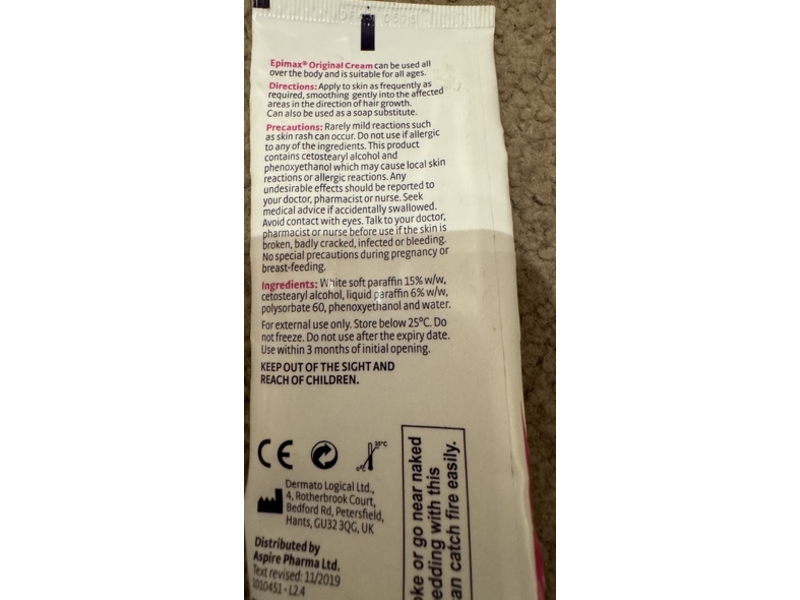 Epimax® Original Cream can be used all
over the body and is suitable for all ages.
Directions: Apply to skin as frequently as
required, smoothing gently into the affected
areas in the direction of hair growth.
Can also be used as a soap substitute.
Precautions: Rarely mild reactions such
as skin rash can occur. Do not use if allergic
to any of the ingredients. This product
contains cetostearyl alcohol and
phenoxyethanol which may cause local skin
reactions or allergic reactions. Any
undesirable effects should be reported to
your doctor, pharmacist or nurse. Seek
medical advice if accidentally swallowed.
Avoid contact with eyes. Talk to your doctor,
pharmacist or nurse before use if the skin is
broken, badly cracked, infected or bleeding.
No special precautions during pregnancy or
breast-feeding.
Ingredients: White soft paraffin 15% w/w,
cetostearyl alcohol, liquid paraffin 6% w/w,
polysorbate 60, phenoxyethanol and water.
For external use only. Store below 25°C. Do
not freeze. Do not use after the expiry date.
Use within 3 months of initial opening.
KEEP OUT OF THE SIGHT AND
REACH OF CHILDREN.
CE
Dermato Logical Ltd.,
4, Rotherbrook Court,
Bedford Rd, Petersfield,
Hants, GU32 3QG, UK
Distributed by
Aspire Pharma Ltd.
Text revised: 11/2019
1010451 - L2.4
oke or go near naked
edding with this
an catch fire easily.